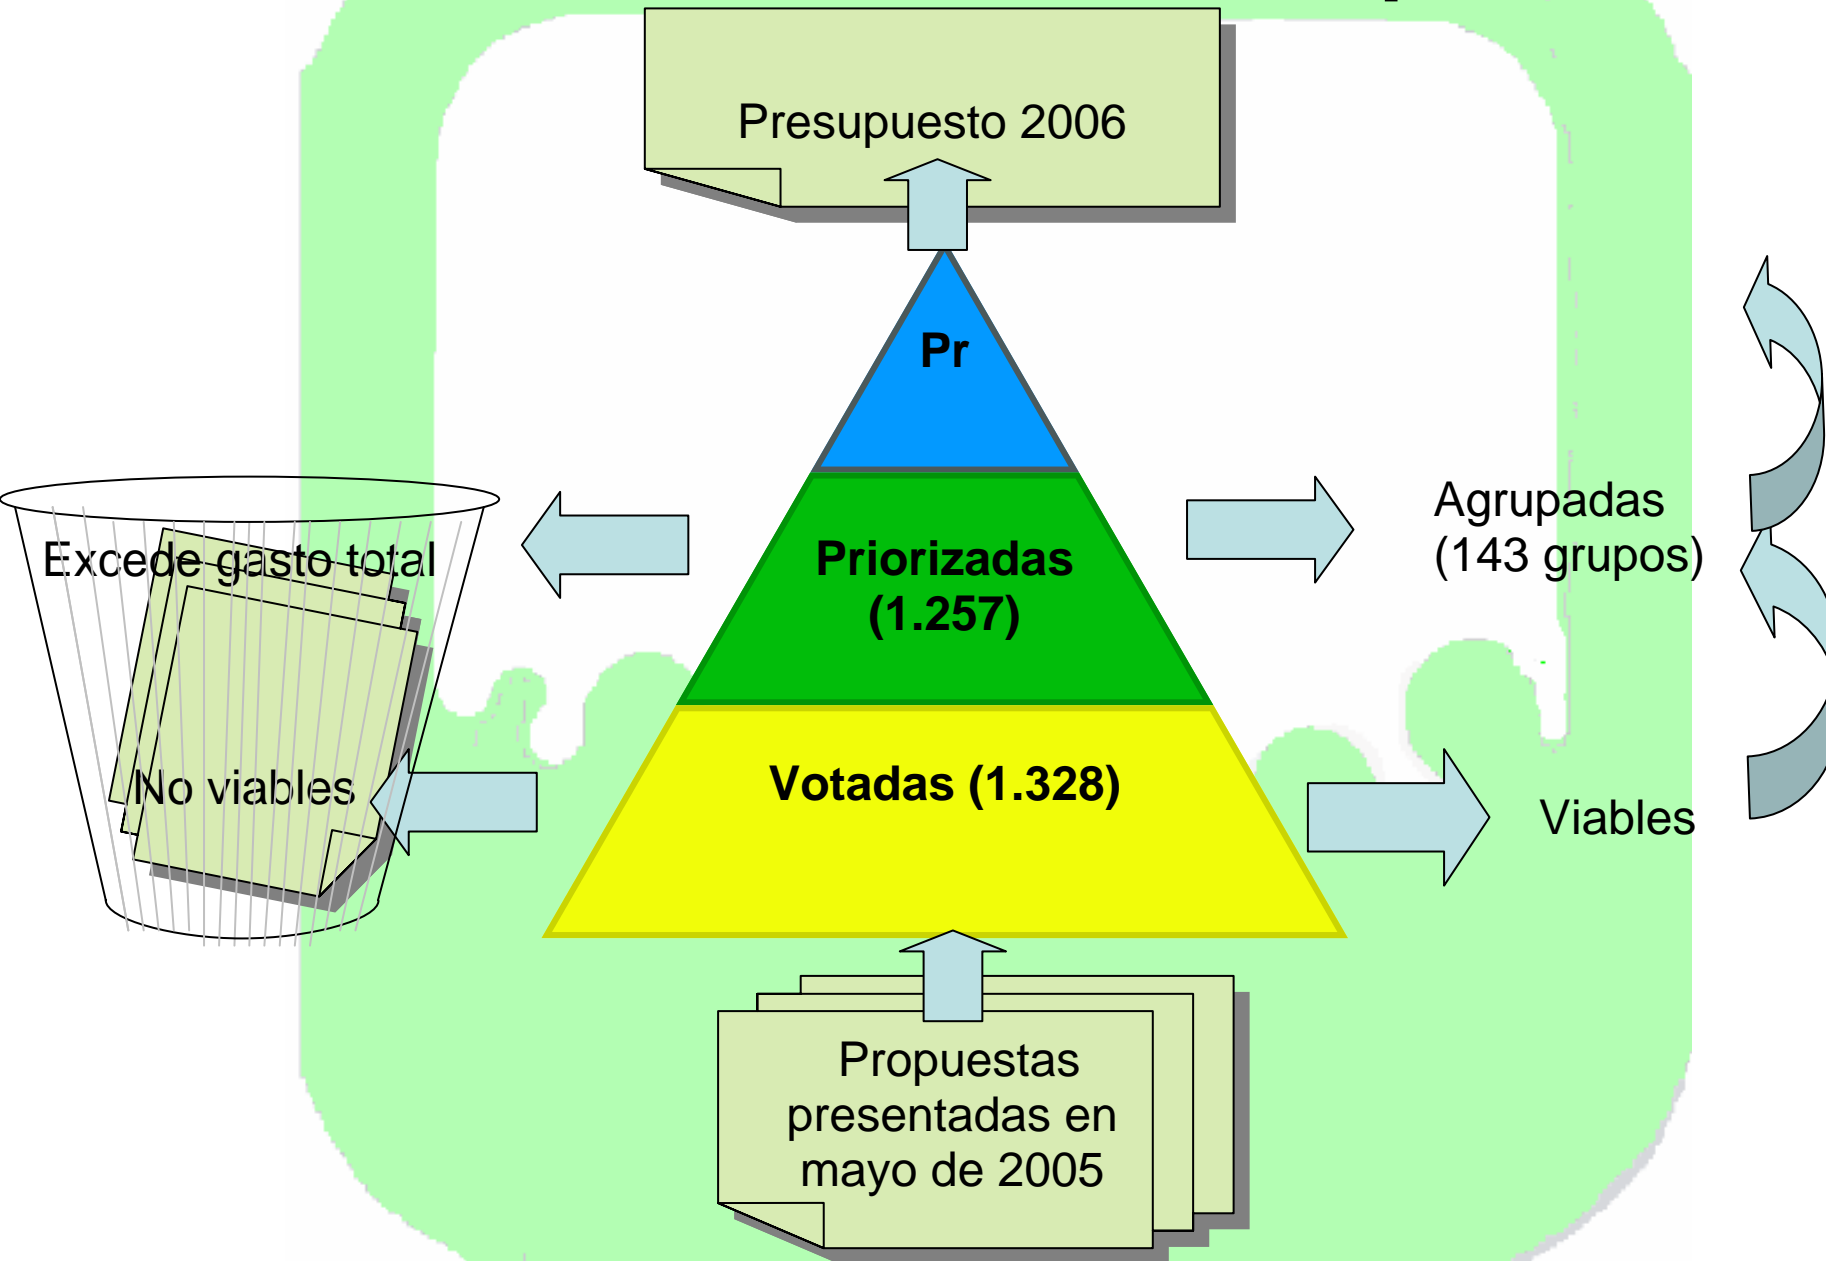 Presupuesto 2006
Pr
Excede gasto total
Priorizadas
(1.257)
Agrupadas
(143 grupos)
No viables
Votadas (1.328)
Viables
Propuestas
presentadas en
mayo de 2005